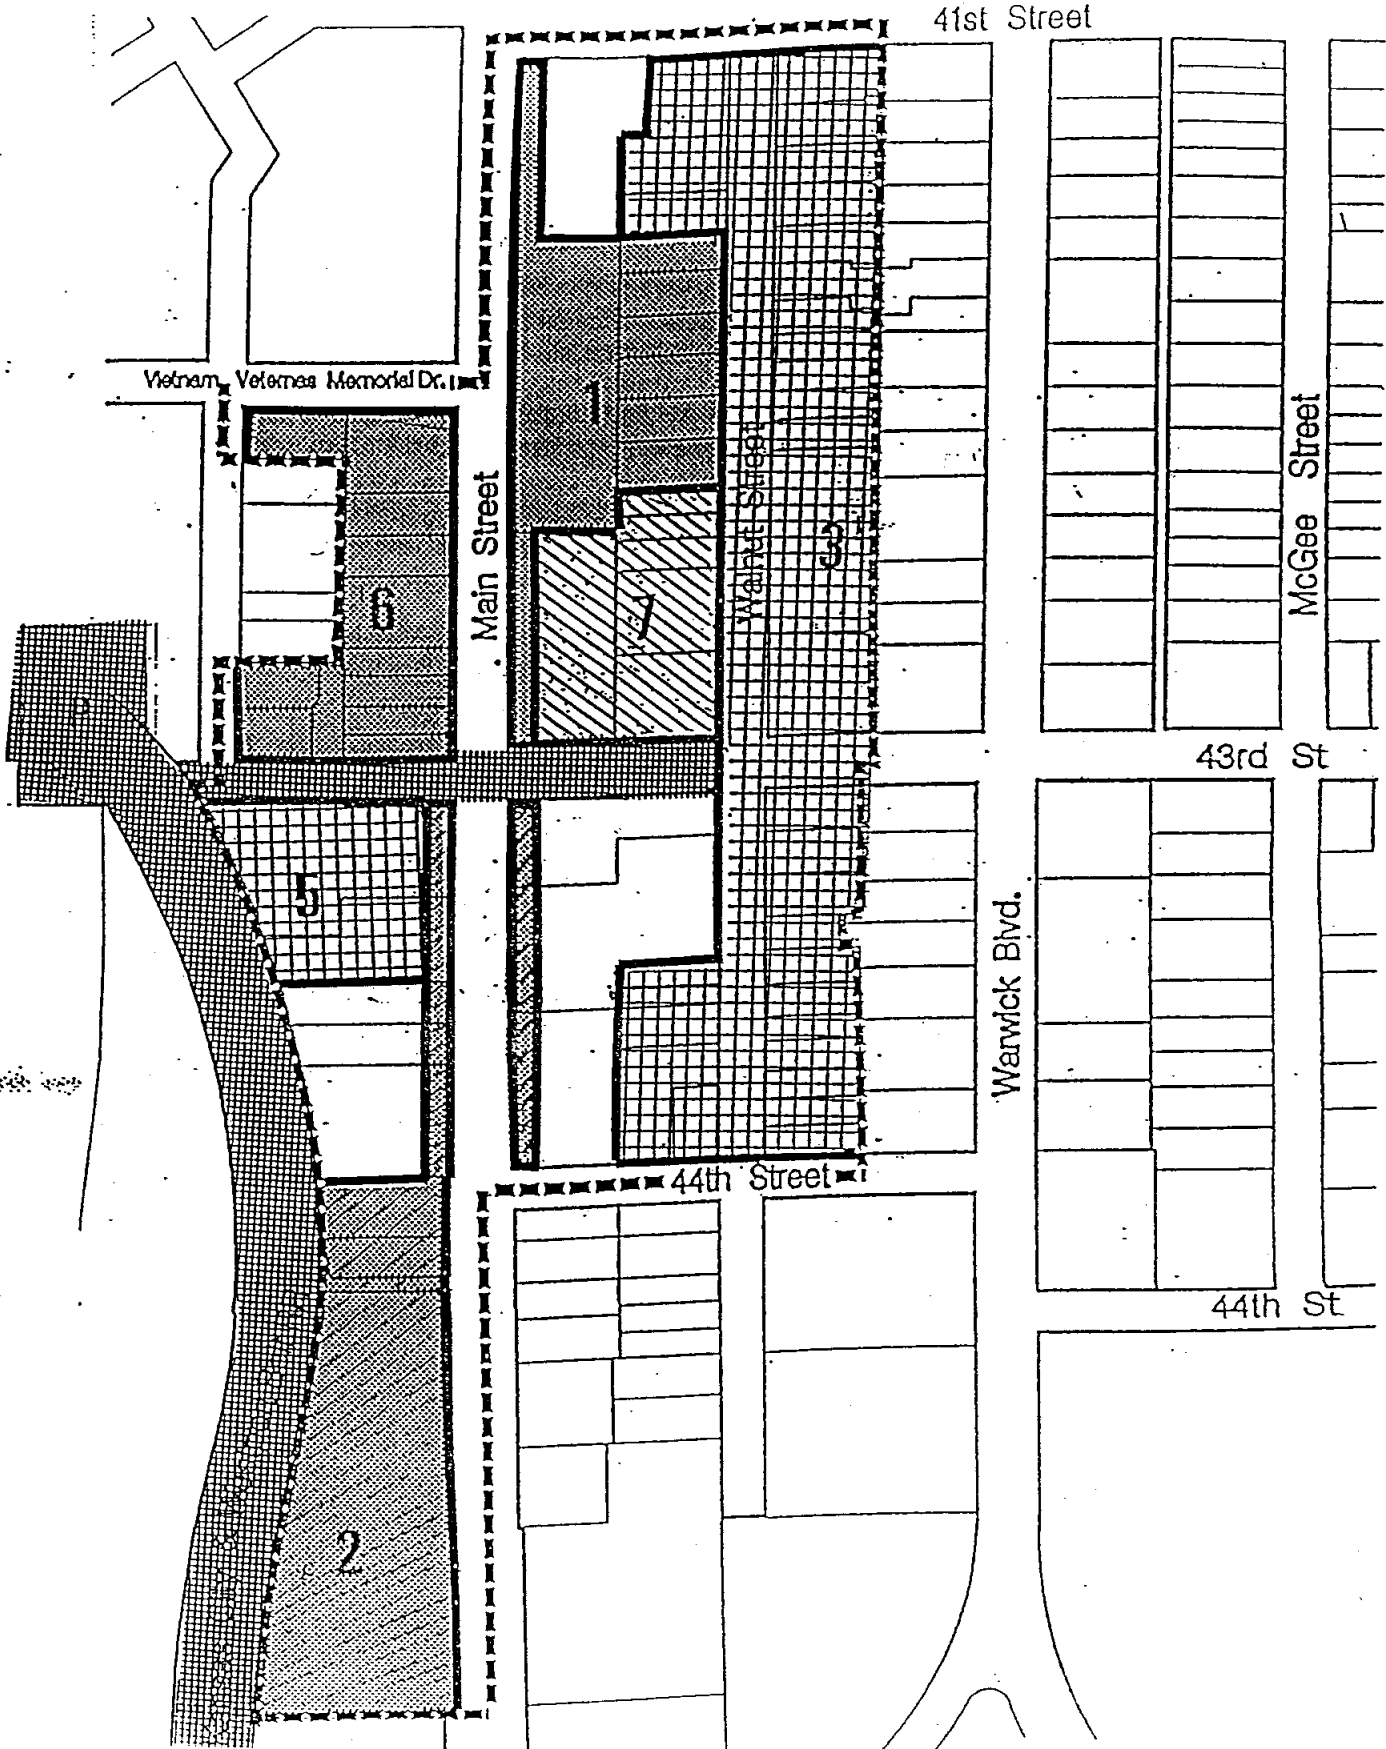 41st Street
Vietnam Veternas Memorial Dr.
1
Main Street
Walnut Street
3
McGee Street
6
7
43rd St
5
Warwick Blvd.
44th Street
44th St
2